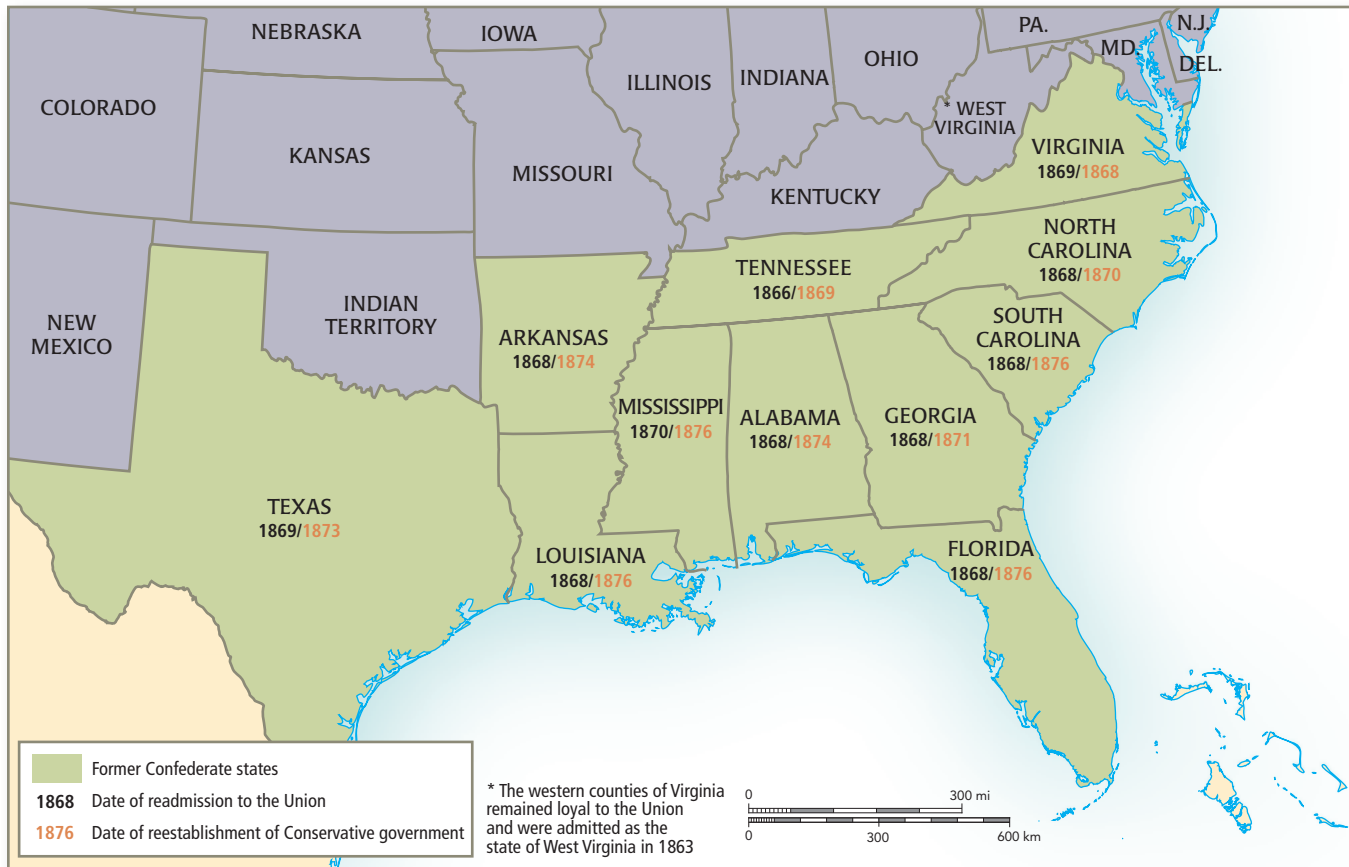 NEBRASKA
IOWA
PA.
N.J.
OHIO
MD.
DEL.
ILLINOIS
INDIANA
COLORADO
* WEST
VIRGINIA
KANSAS
MISSOURI
VIRGINIA
1869/1868
KENTUCKY
NORTH
CAROLINA
1868/1870
TENNESSEE
1866/1869
INDIAN
TERRITORY
NEW
MEXICO
ARKANSAS
1868/1874
SOUTH
CAROLINA
1868/1876
MISSISSIPPI
1870/1876
ALABAMA
1868/1874
GEORGIA
1868/1871
TEXAS
1869/1873
LOUISIANA
1868/1876
FLORIDA
1868/1876
Former Confederate states
1868 Date of readmission to the Union
1876 Date of reestablishment of Conservative government
* The western counties of Virginia
remained loyal to the Union
and were admitted as the
state of West Virginia in 1863
0 300 mi
0 300 600 km